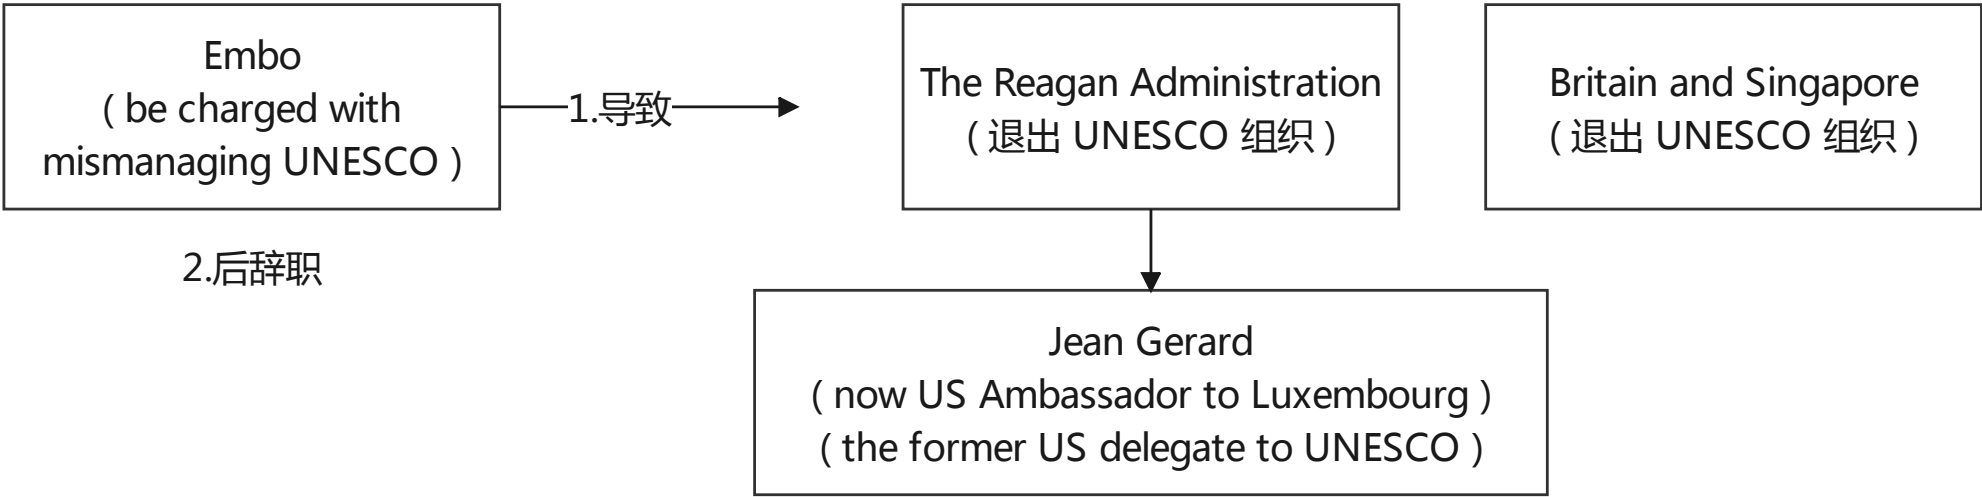 Embo
( be charged with
mismanaging UNESCO )
1.导致
The Reagan Administration
( 退出 UNESCO 组织 )
Britain and Singapore
( 退出 UNESCO 组织 )
2.后辞职
Jean Gerard
( now US Ambassador to Luxembourg )
( the former US delegate to UNESCO )